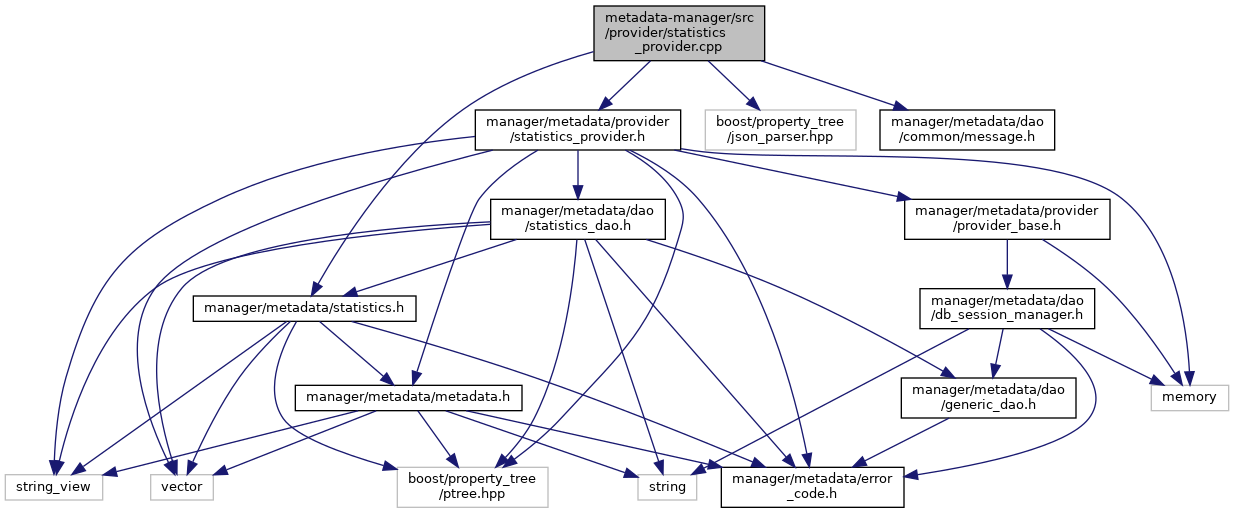 metadata-manager/src
/provider/statistics
_provider.cpp
manager/metadata/provider
/statistics_provider.h
boost/property_tree
/json_parser.hpp
manager/metadata/dao
/common/message.h
manager/metadata/dao
/statistics_dao.h
manager/metadata/provider
/provider_base.h
manager/metadata/statistics.h
manager/metadata/dao
/db_session_manager.h
manager/metadata/metadata.h
manager/metadata/dao
/generic_dao.h
memory
string_view
vector
boost/property_tree
/ptree.hpp
string
manager/metadata/error
_code.h